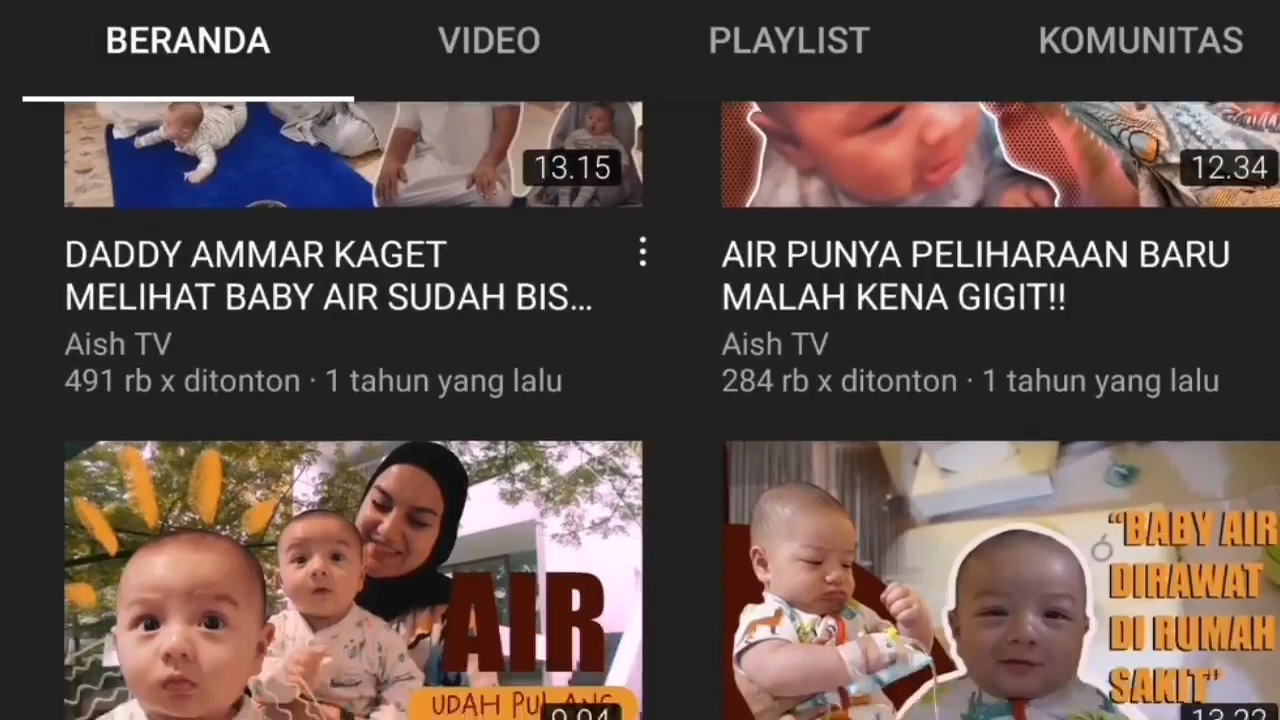 BERANDA VIDEO PLAYLIST KOMUNITAS
13.15
12.34
DADDY AMMAR KAGET
MELIHAT BABY AIR SUDAH BIS...
Aish TV
491 rb x ditonton · 1 tahun yang lalu
AIR PUNYA PELIHARAAN BARU
MALAH KENA GIGIT!!
Aish TV
284 rb x ditonton · 1 tahun yang lalu
AIR
UDAH PULANG
"BABY AIR
DIRAWAT
DI RUMAH
SAKIT"